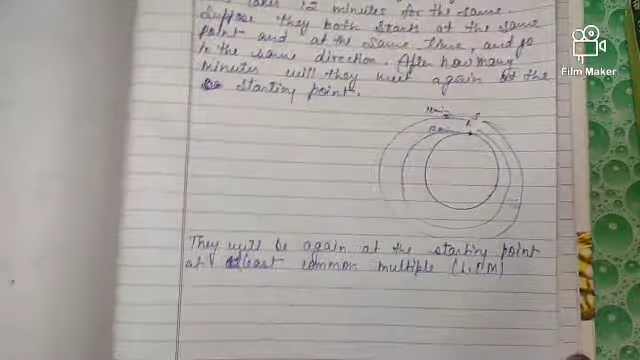 takes 12 minutes for the same.
Suppose they both starts at the same
point and at the same time, and go
in the same direction. After how many
minutes will they meet again at the
starting point.
Film Maker
They will be again at the starting point
at least common multiple (L.C.M)